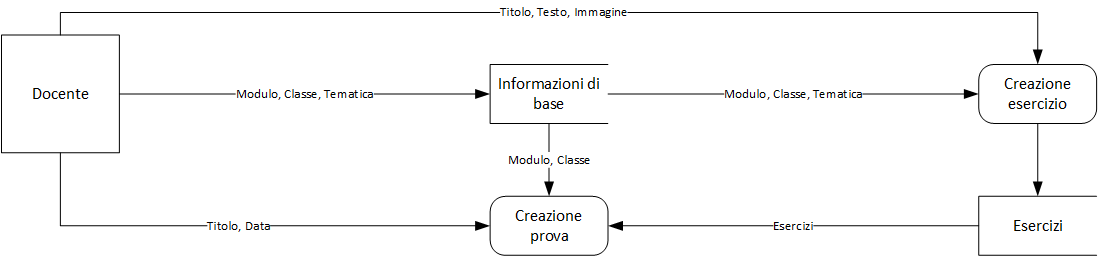 Titolo, Testo, Immagine
Docente
Modulo, Classe, Tematica
Informazioni di
base
Modulo, Classe, Tematica
Creazione
esercizio
Modulo, Classe
Titolo, Data
Creazione
prova
Esercizi
Esercizi